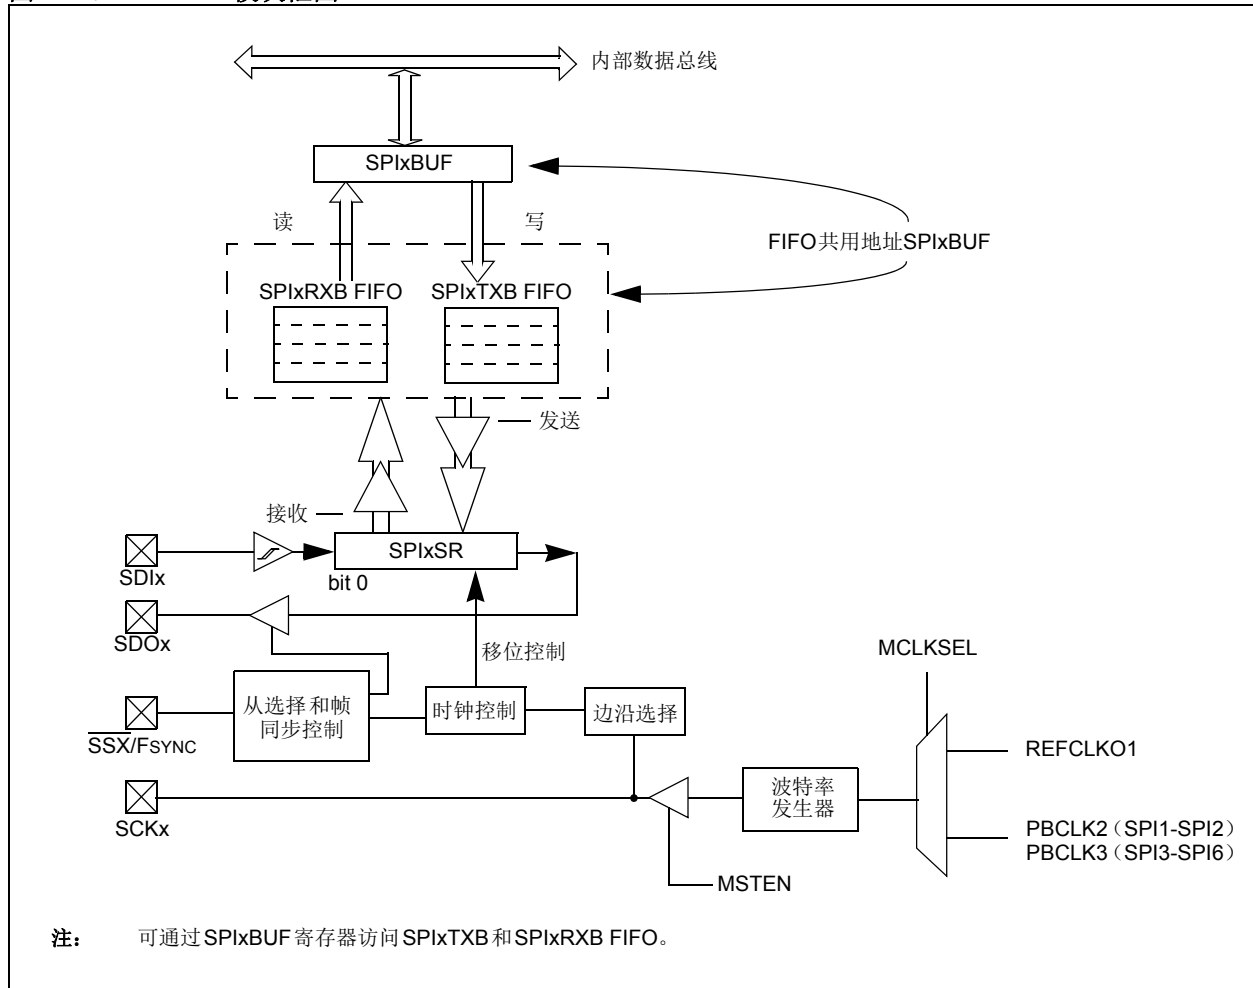 内部数据总线
SPIxBUF
读
写
FIFO共用地址SPIxBUF
SPIxRXB FIFO
SPIxTXB FIFO
发送
接收
SPIxSR
SDIx
bit 0
SDOx
移位控制
MCLKSEL
从选择和帧
同步控制
时钟控制
边沿选择
SSX/FSYNC
REFCLKO1
波特率
发生器
SCKx
PBCLK2（SPI1-SPI2）
PBCLK3（SPI3-SPI6）
MSTEN
注： 可通过SPIxBUF寄存器访问SPIxTXB和SPIxRXB FIFO。